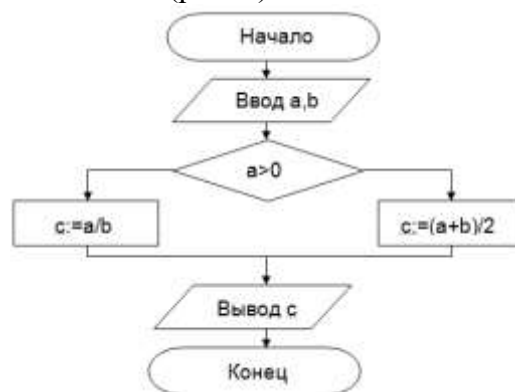 Начало
Ввод a,b
a>0
c:=a/b
c:=(a+b)/2
Вывод c
Конец